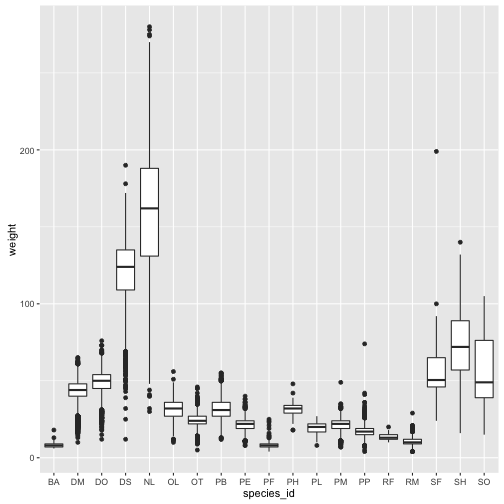 200
weight
100
0
BA DM DO DS NL OL OT PB PE PF PH PL PM PP RF RM SF SH SO
species_id